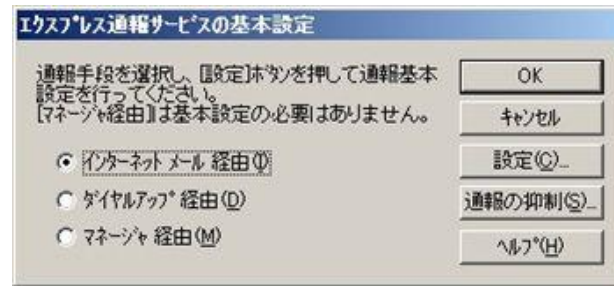 エクスプレス通報サービスの基本設定
通報手段を選択し、[設定]ボタンを押して通報基本
設定を行ってください。
[マネージャ経由]は基本設定の必要はありません。
インターネット メール 経由(I)
ダイヤルアップ 経由(D)
マネージャ 経由(M)
OK
キャンセル
設定(C)...
通報の抑制(S)...
ヘルプ(H)